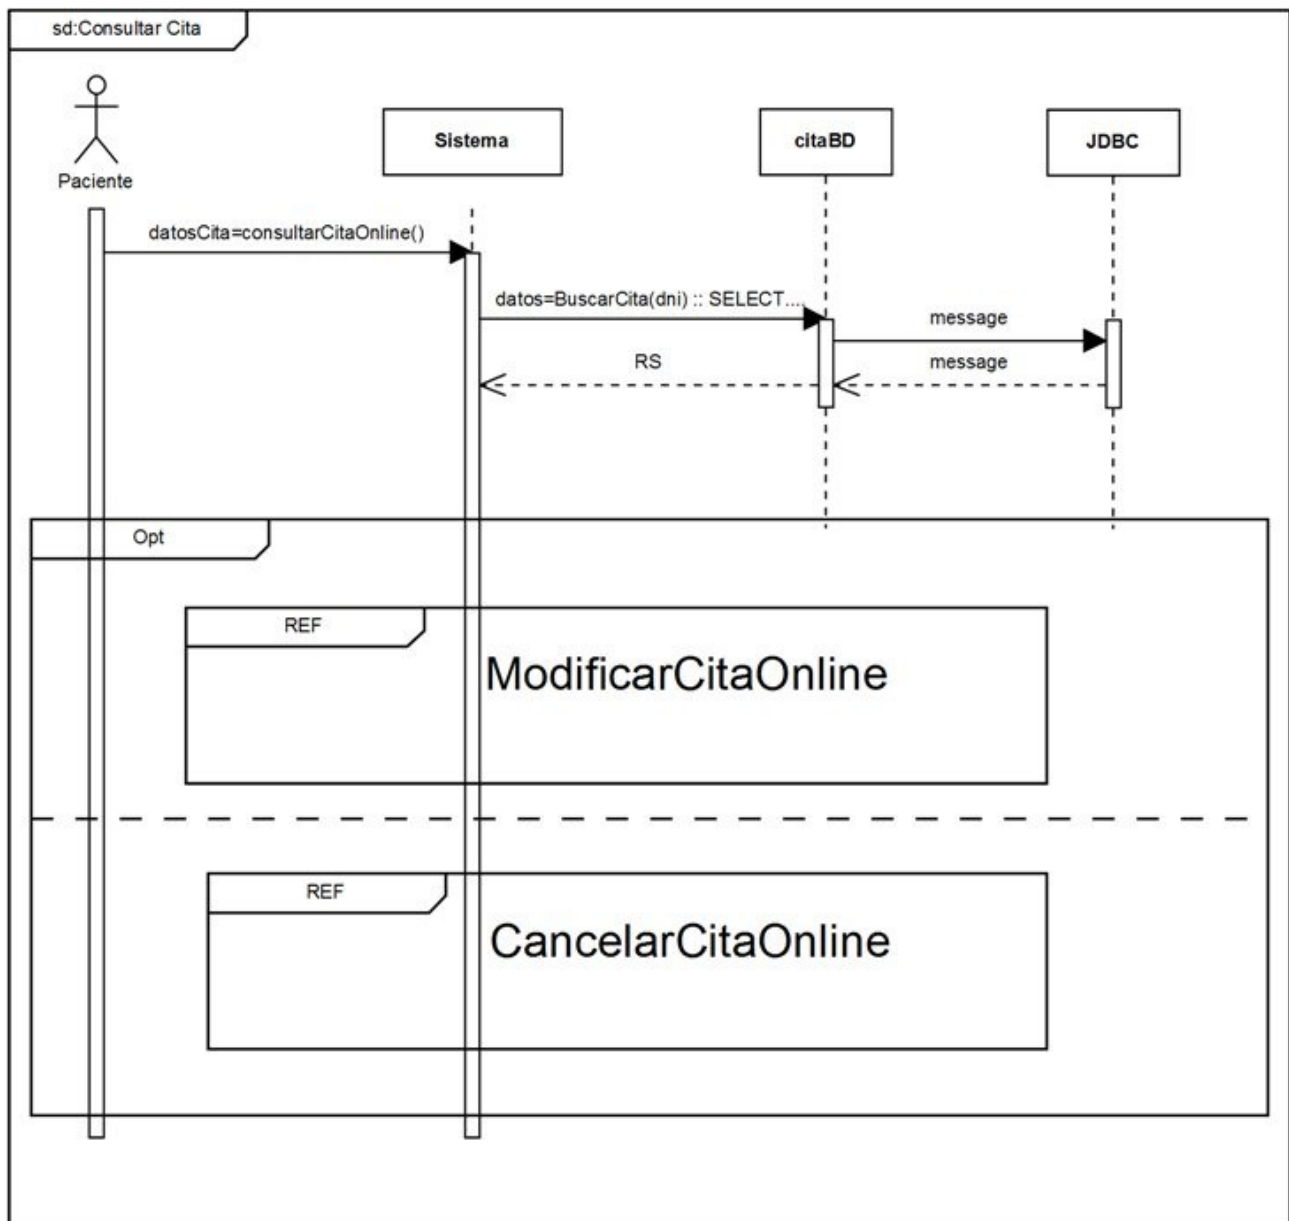 sd:Consultar Cita
Paciente
Sistema
citaBD
JDBC
datosCita=consultarCitaOnline()
datos=BuscarCita(dni) :: SELECT....
message
RS
message
Opt
REF
ModificarCitaOnline
REF
CancelarCitaOnline